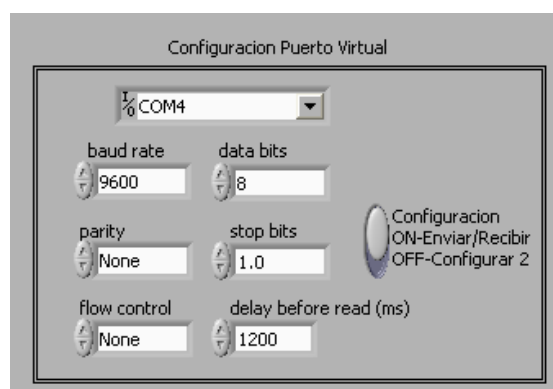 Configuracion Puerto Virtual
I/O COM4
baud rate data bits
9600 8
parity stop bits
None 1.0
Configuracion
ON-Enviar/Recibir
OFF-Configurar 2
flow control delay before read (ms)
None 1200